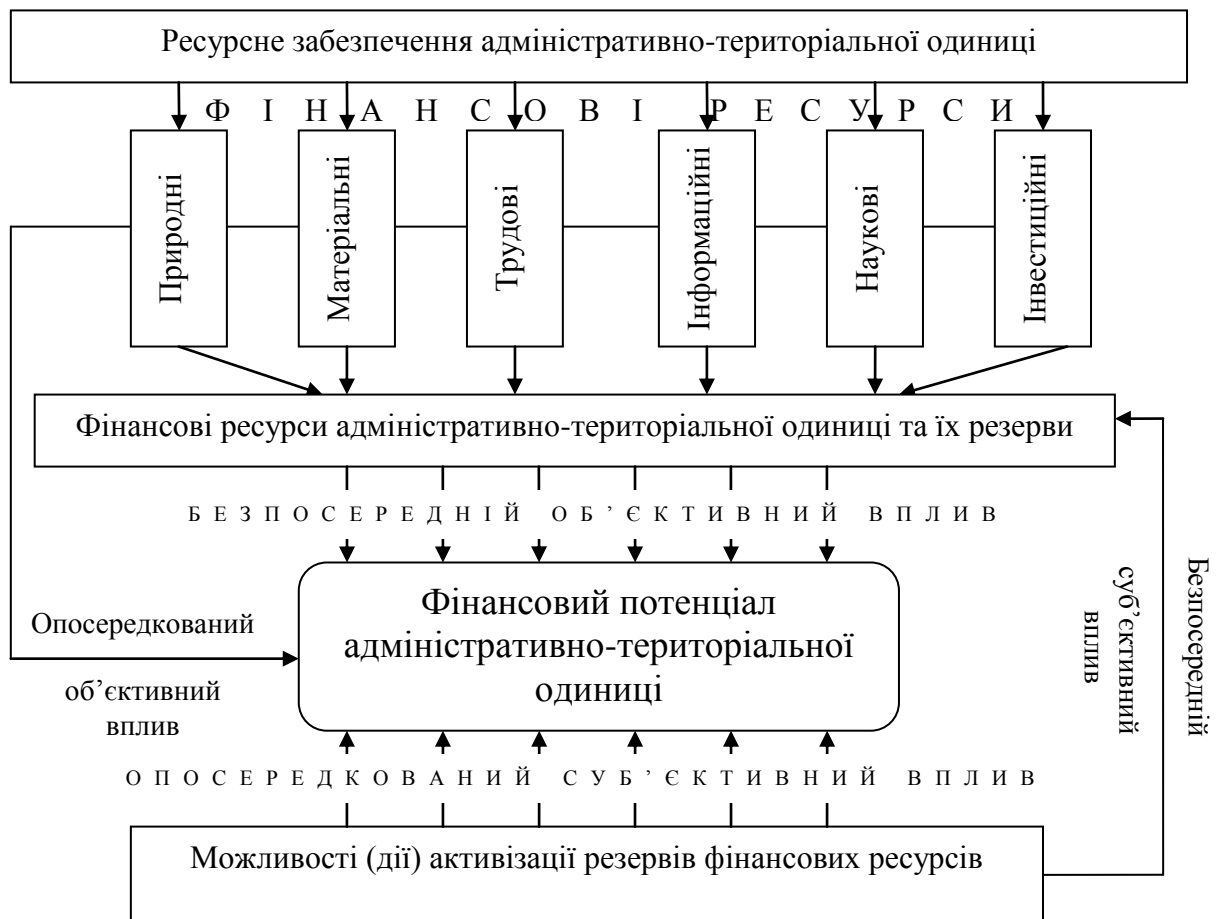 Ресурсне забезпечення адміністративно-територіальної одиниці
Ф І Н А Н С О В І Р Е С У Р С И
Природні
Матеріальні
Трудові
Інформаційні
Наукові
Інвестиційні
Фінансові ресурси адміністративно-територіальної одиниці та їх резерви
Б Е З П О С Е Р Е Д Н І Й О Б ’ Є К Т И В Н И Й В П Л И В
Фінансовий потенціал
адміністративно-територіальної
одиниці
Опосередкований
об’єктивний
вплив
Безпосередній
суб’єктивний
вплив
О П О С Е Р Е Д К О В А Н И Й С У Б ’ Є К Т И В Н И Й В П Л И В
Можливості (дії) активізації резервів фінансових ресурсів